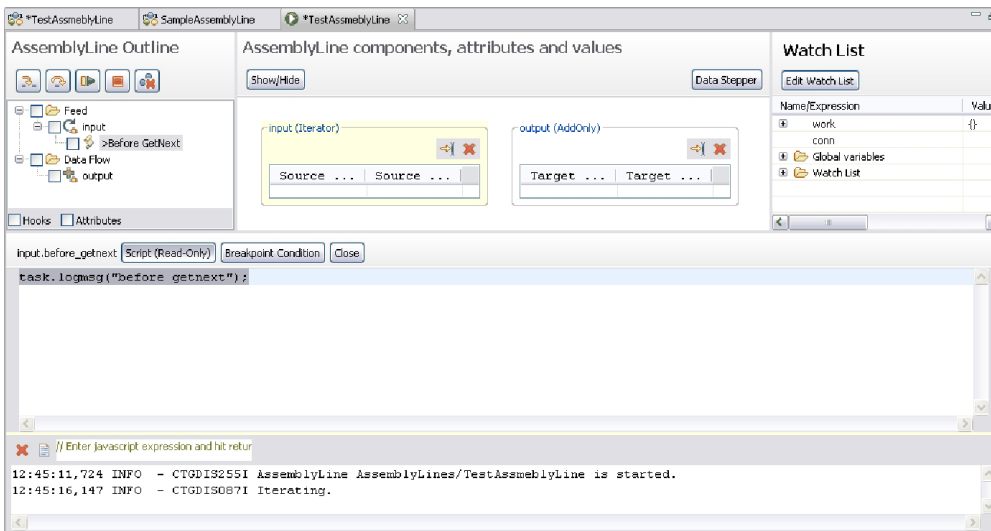 *TestAssmeblyLine
SampleAssemblyLine
*TestAssmeblyLine
AssemblyLine Outline
AssemblyLine components, attributes and values
Watch List
Show/Hide
Data Stepper
Edit Watch List
Feed
input
>Before GetNext
Data Flow
output
Hooks
Attributes
input (Iterator)
Source ...
Source ...
output (AddOnly)
Target ...
Target ...
Name/Expression
Valu
work
{}
conn
Global variables
Watch List
input.before_getnext
Script (Read-Only)
Breakpoint Condition
Close
task.logmsg("before getnext");
// Enter javascript expression and hit retur
12:45:11,724 INFO - CTGDIS255I AssemblyLine AssemblyLines/TestAssmeblyLine is started.
12:45:16,147 INFO - CTGDIS087I Iterating.